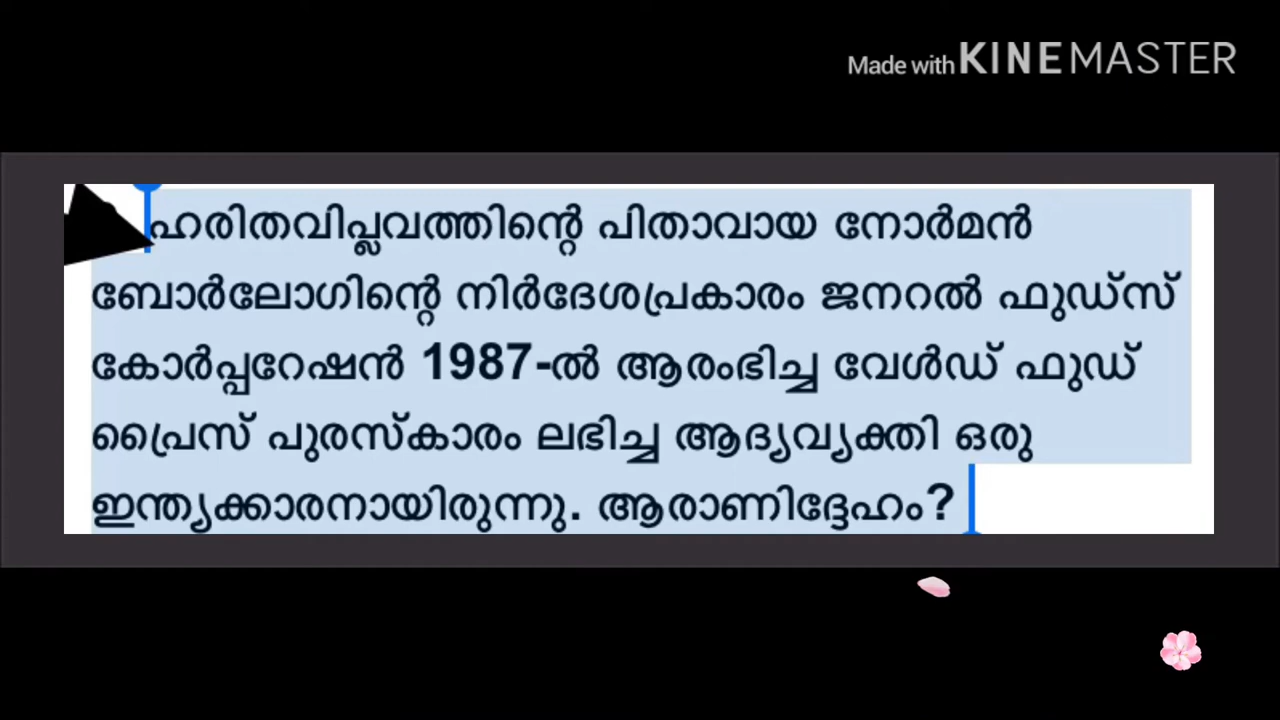 Made with KINEMASTER
ഹരിതവിപ്ലവത്തിന്റെ പിതാവായ നോർമൻ
ബോർലോഗിന്റെ നിർദേശപ്രകാരം ജനറൽ ഫുഡ്സ്
കോർപ്പറേഷൻ 1987-ൽ ആരംഭിച്ച വേൾഡ് ഫുഡ്
പ്രൈസ് പുരസ്കാരം ലഭിച്ച ആദ്യവ്യക്തി ഒരു
ഇന്ത്യക്കാരനായിരുന്നു. ആരാണിദ്ദേഹം?